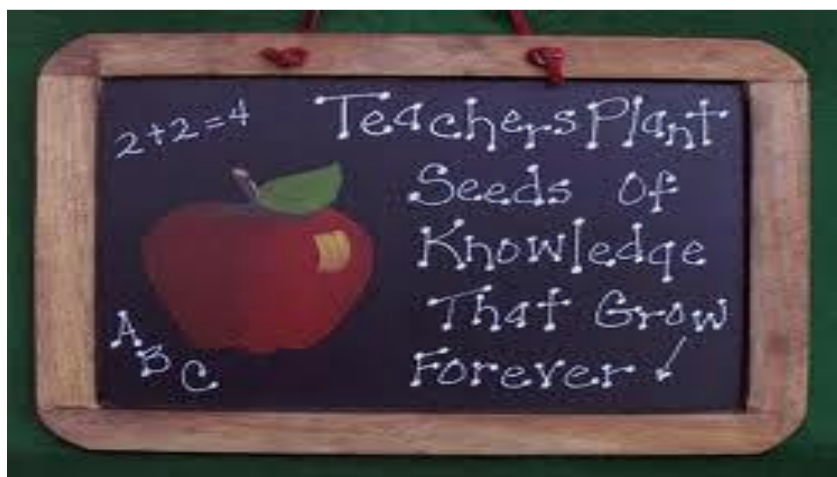 2+2=4
Teachers Plant
Seeds Of
Knowledge
That Grow
Forever
A
B
C